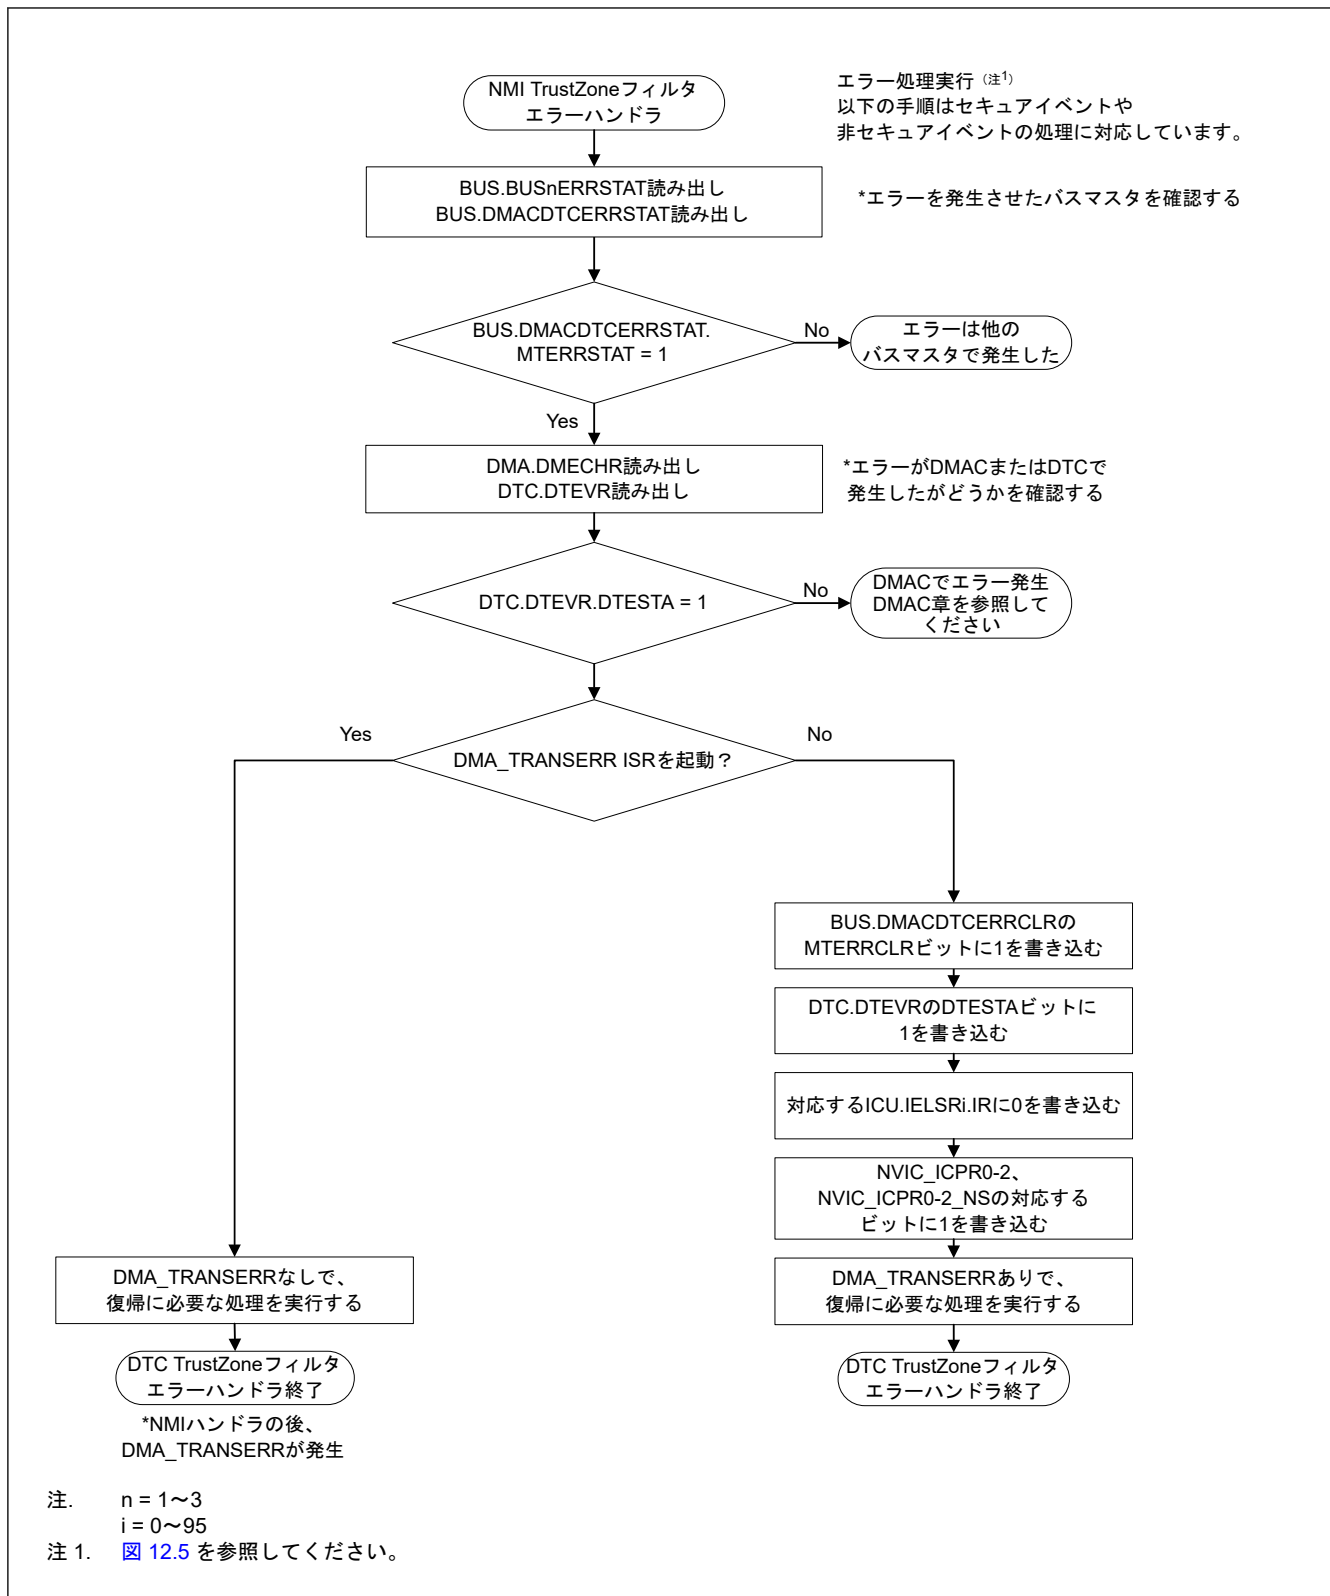 NMI TrustZoneフィルタ
エラーハンドラ
エラー処理実行（注1）
以下の手順はセキュアイベントや
非セキュアイベントの処理に対応しています。
BUS.BUSnERRSTAT読み出し
BUS.DMACDTCERRSTAT読み出し
*エラーを発生させたバスマスタを確認する
BUS.DMACDTCERRSTAT.
MTERRSTAT = 1
No
エラーは他の
バスマスタで発生した
Yes
DMA.DMECHR読み出し
DTC.DTEVR読み出し
*エラーがDMACまたはDTCで
発生したがどうかを確認する
DTC.DTEVR.DTESTA = 1
No
DMACでエラー発生
DMAC章を参照して
ください
Yes
No
DMA_TRANSERR ISRを起動？
BUS.DMACDTCERRCLRの
MTERRCLRビットに1を書き込む
DTC.DTEVRのDTESTAビットに
1を書き込む
対応するICU.IELSRi.IRに0を書き込む
NVIC_ICPR0-2、
NVIC_ICPR0-2_NSの対応する
ビットに1を書き込む
DMA_TRANSERRなしで、
復帰に必要な処理を実行する
DMA_TRANSERRありで、
復帰に必要な処理を実行する
DTC TrustZoneフィルタ
エラーハンドラ終了
DTC TrustZoneフィルタ
エラーハンドラ終了
*NMIハンドラの後、
DMA_TRANSERRが発生
注. n = 1～3
i = 0～95
注 1. 図 12.5 を参照してください。